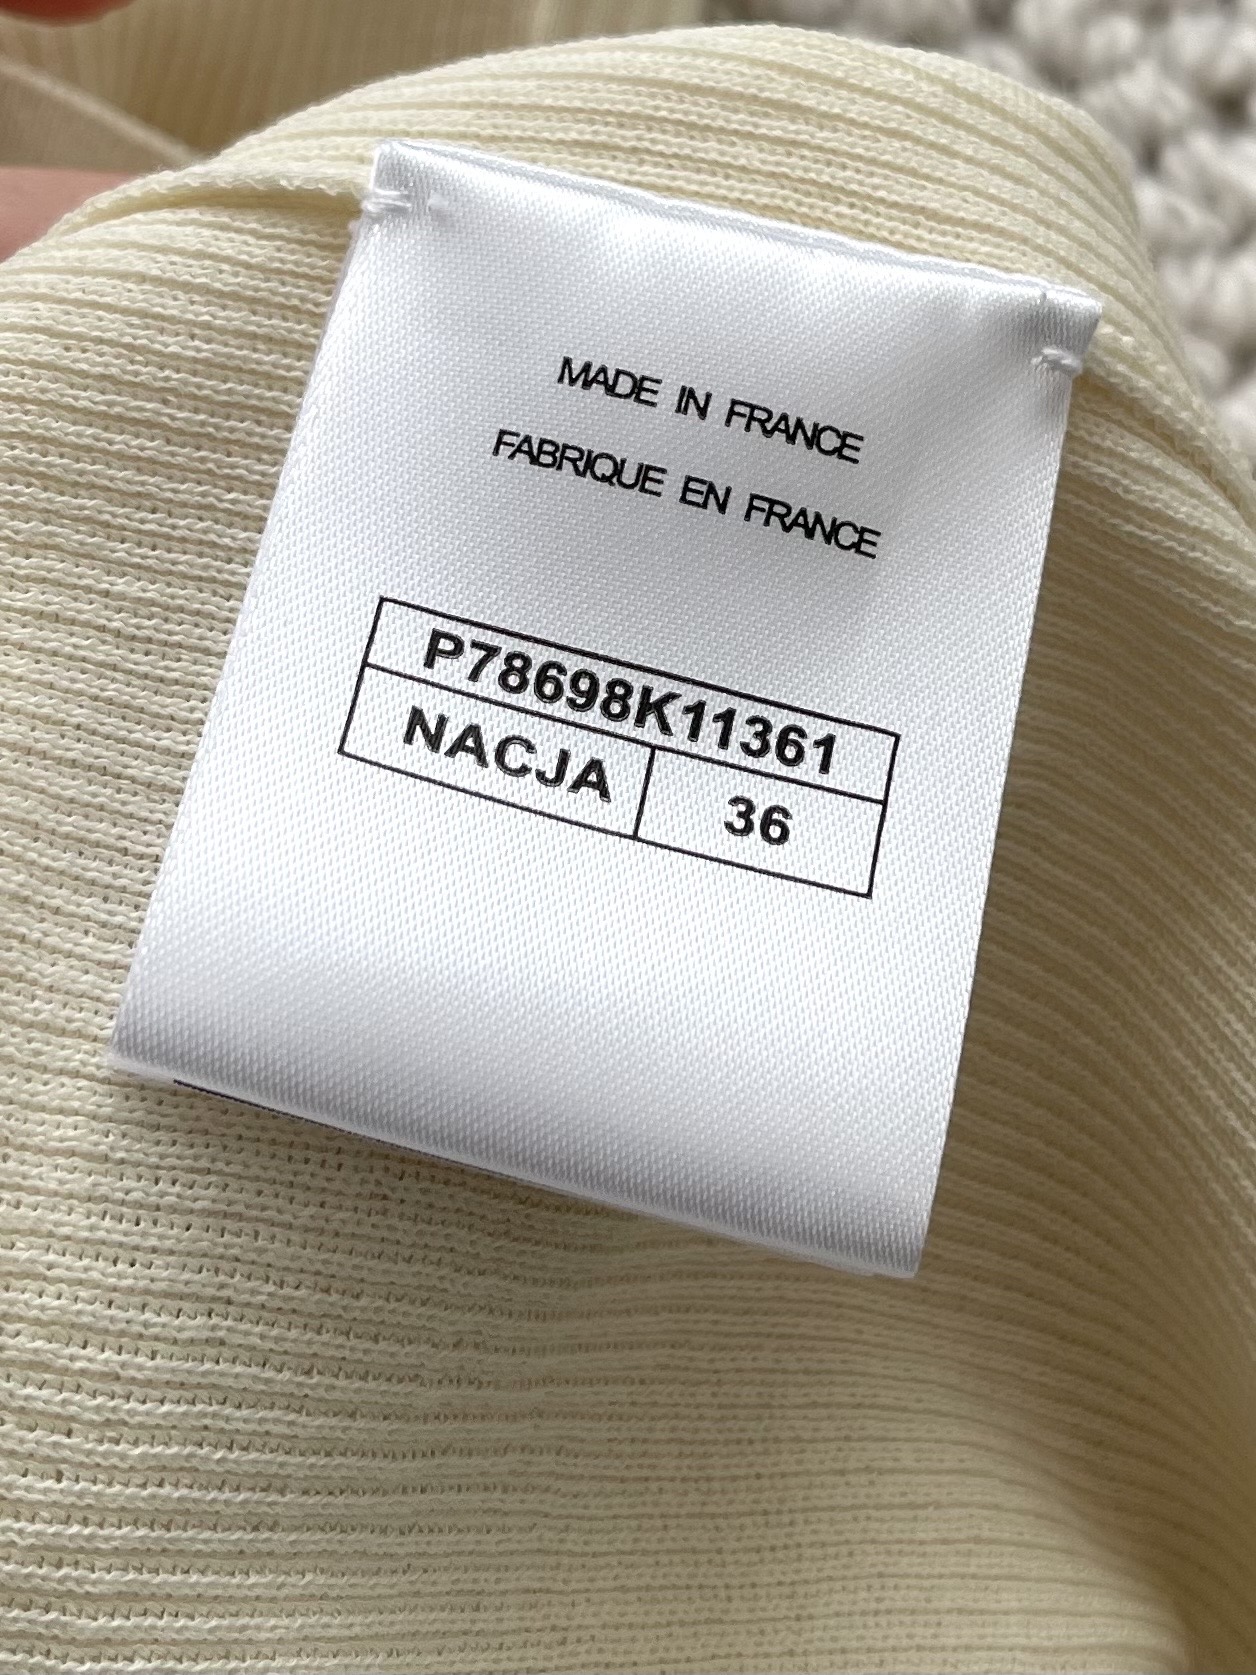 MADE IN FRANCE
FABRIQUE EN FRANCE
P78698K11361
NACJA 36